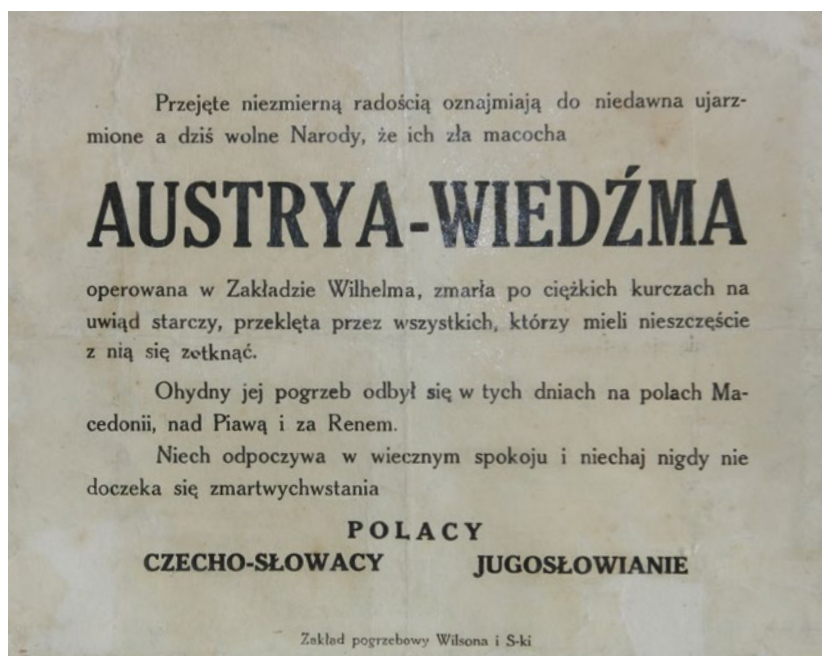 Przejęte niezmierną radością oznajmiają do niedawna ujarz-
mione a dziś wolne Narody, że ich zła macocha
AUSTRYA-WIEDŹMA
operowana w Zakładzie Wilhelma, zmarła po ciężkich kurczach na
uwiąd starczy, przeklęta przez wszystkich, którzy mieli nieszczęście
z nią się zetknąć.
Ohydny jej pogrzeb odbył się w tych dniach na polach Ma-
cedonii, nad Piawą i za Renem.
Niech odpoczywa w wiecznym spokoju i niechaj nigdy nie
doczeka się zmartwychwstania
POLACY
CZECHO-SŁOWACY JUGOSŁOWIANIE
Zakład pogrzebowy Wilsona i S-ki